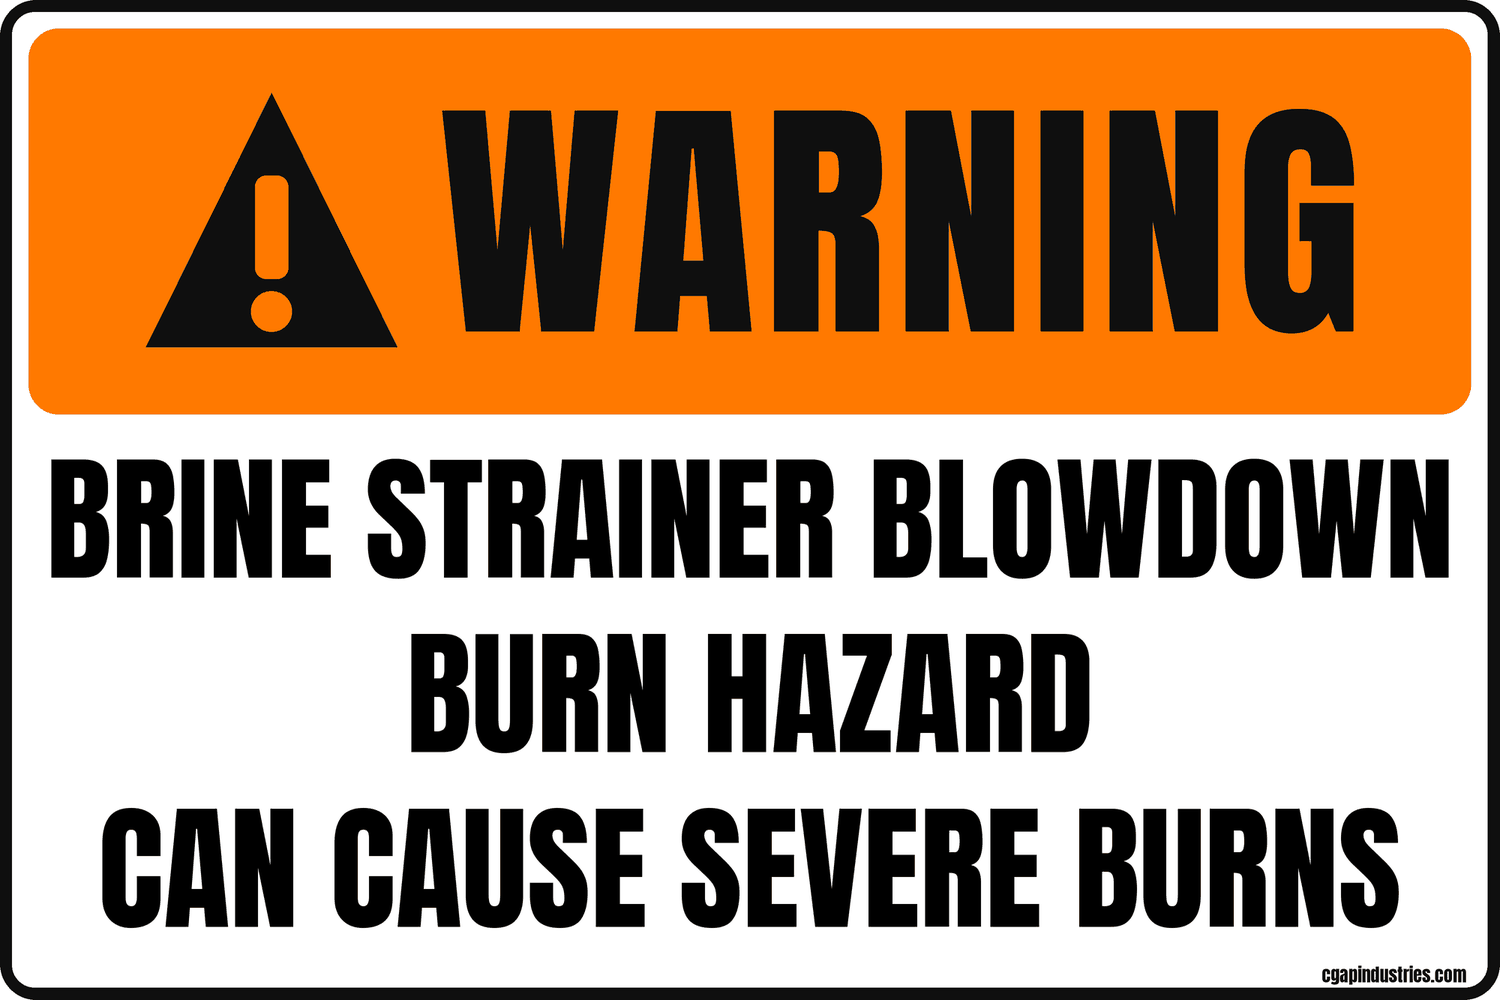 WARNING
BRINE STRAINER BLOWDOWN
BURN HAZARD
CAN CAUSE SEVERE BURNS
cgapindustries.com